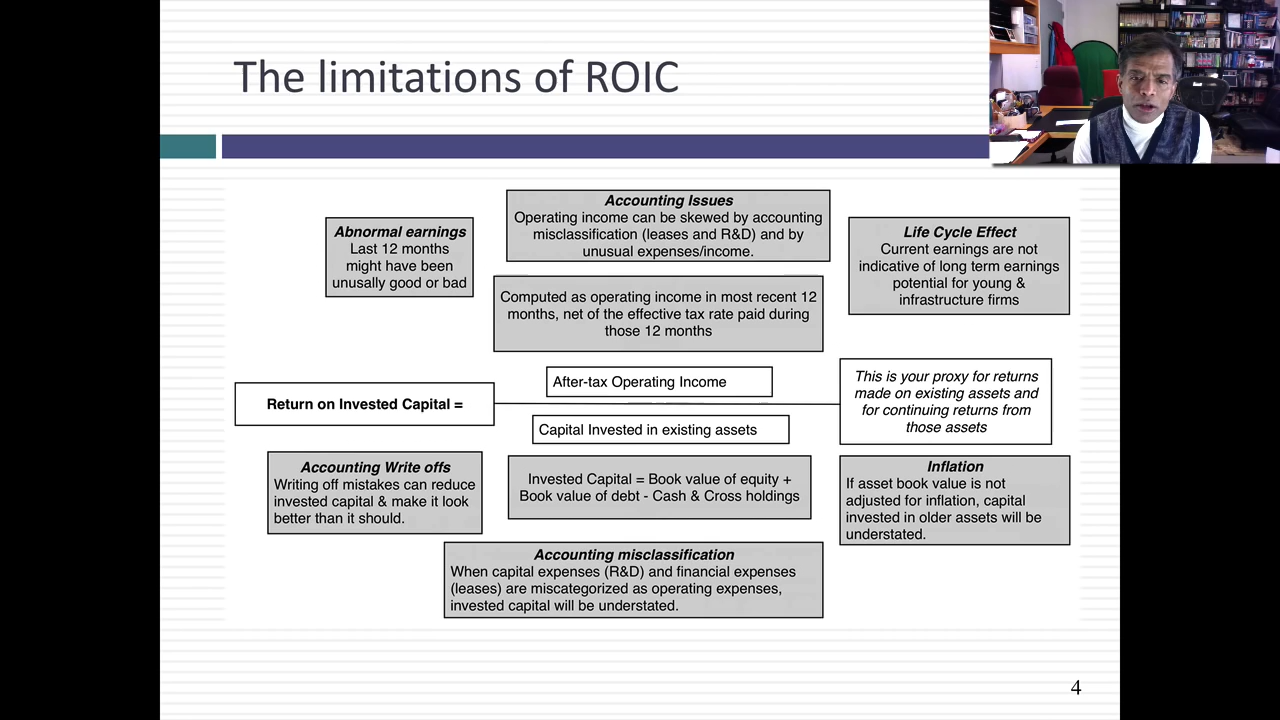 The limitations of ROIC
Abnormal earnings
Last 12 months
might have been
unusally good or bad
Accounting Issues
Operating income can be skewed by accounting
misclassification (leases and R&D) and by
unusual expenses/income.
Life Cycle Effect
Current earnings are not
indicative of long term earnings
potential for young &
infrastructure firms
Computed as operating income in most recent 12
months, net of the effective tax rate paid during
those 12 months
Return on Invested Capital =
After-tax Operating Income
Capital Invested in existing assets
This is your proxy for returns
made on existing assets and
for continuing returns from
those assets
Accounting Write offs
Writing off mistakes can reduce
invested capital & make it look
better than it should.
Invested Capital = Book value of equity +
Book value of debt - Cash & Cross holdings
Inflation
If asset book value is not
adjusted for inflation, capital
invested in older assets will be
understated.
Accounting misclassification
When capital expenses (R&D) and financial expenses
(leases) are miscategorized as operating expenses,
invested capital will be understated.
4